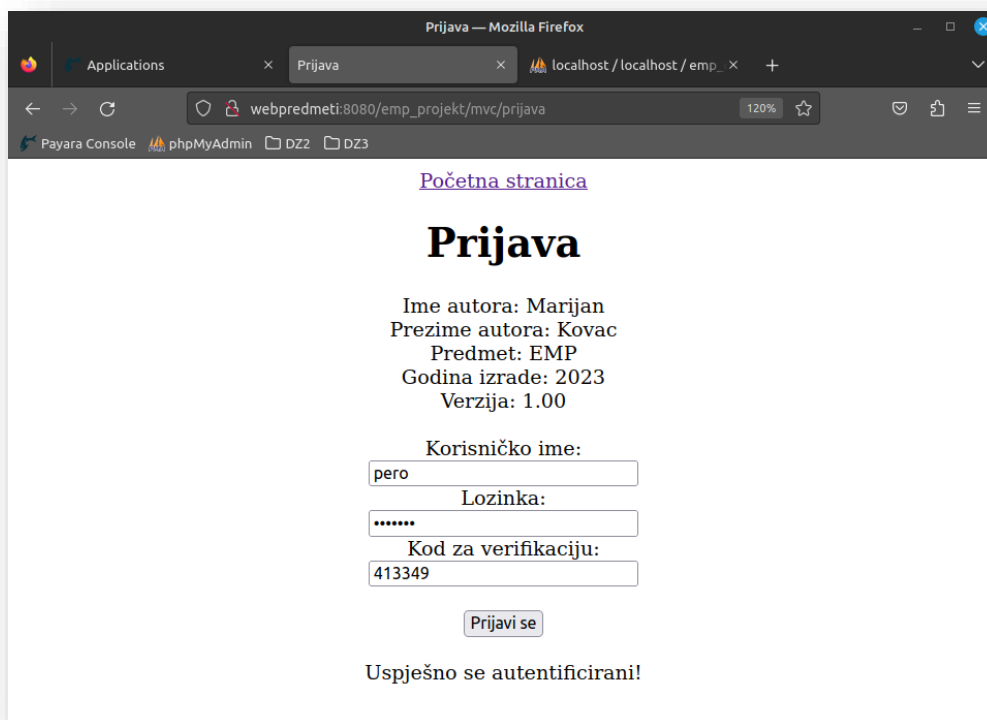 Prijava — Mozilla Firefox
Applications
Prijava
localhost / localhost / emp_
webpredmeti:8080/emp_projekt/mvc/prijava
120%
Payara Console phpMyAdmin DZ2 DZ3
Početna stranica
Prijava
Ime autora: Marijan
Prezime autora: Kovac
Predmet: EMP
Godina izrade: 2023
Verzija: 1.00
Korisničko ime:
pero
Lozinka:
•••••••
Kod za verifikaciju:
413349
Prijavi se
Uspješno se autentificirani!